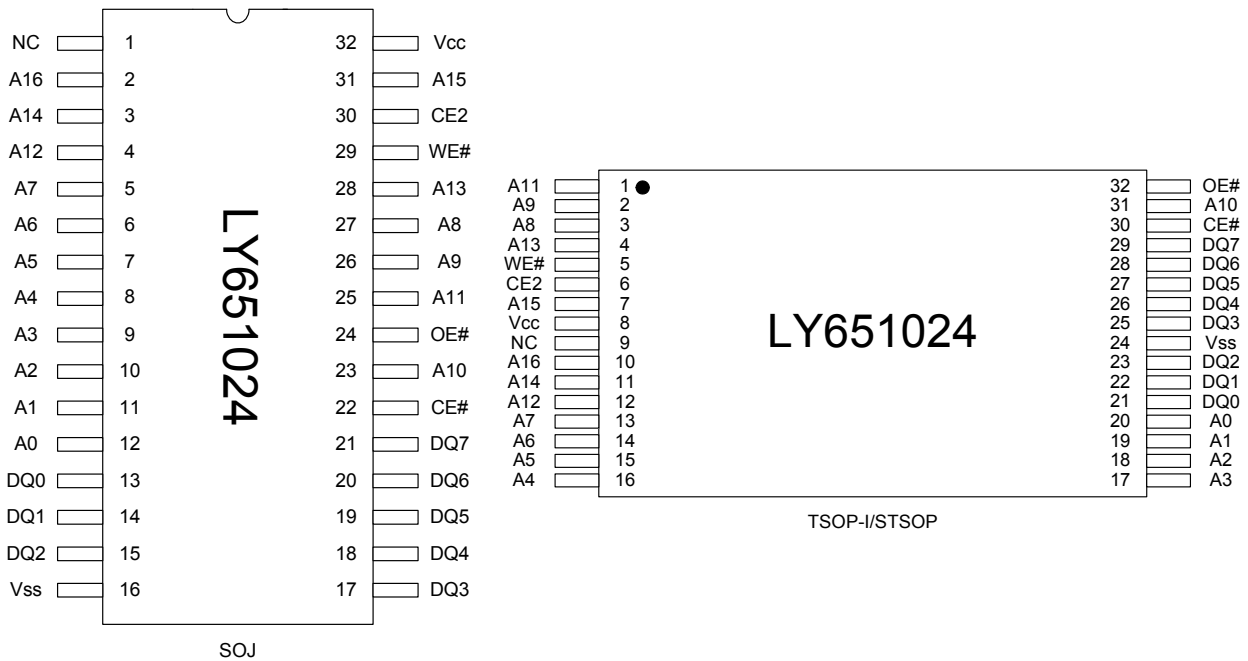 NC 1 32 Vcc
A16 2 31 A15
A14 3 30 CE2
A12 4 29 WE#
A7 5 28 A13
A6 6 27 A8
A5 7 26 A9
A4 8 25 A11
A3 9 24 OE#
A2 10 23 A10
A1 11 22 CE#
A0 12 21 DQ7
DQ0 13 20 DQ6
DQ1 14 19 DQ5
DQ2 15 18 DQ4
Vss 16 17 DQ3
LY651024
SOJ
A11 1 32 OE#
A9 2 31 A10
A8 3 30 CE#
A13 4 29 DQ7
WE# 5 28 DQ6
CE2 6 27 DQ5
A15 7 26 DQ4
Vcc 8 25 DQ3
NC 9 24 Vss
A16 10 23 DQ2
A14 11 22 DQ1
A12 12 21 DQ0
A7 13 20 A0
A6 14 19 A1
A5 15 18 A2
A4 16 17 A3
LY651024
TSOP-I/STSOP